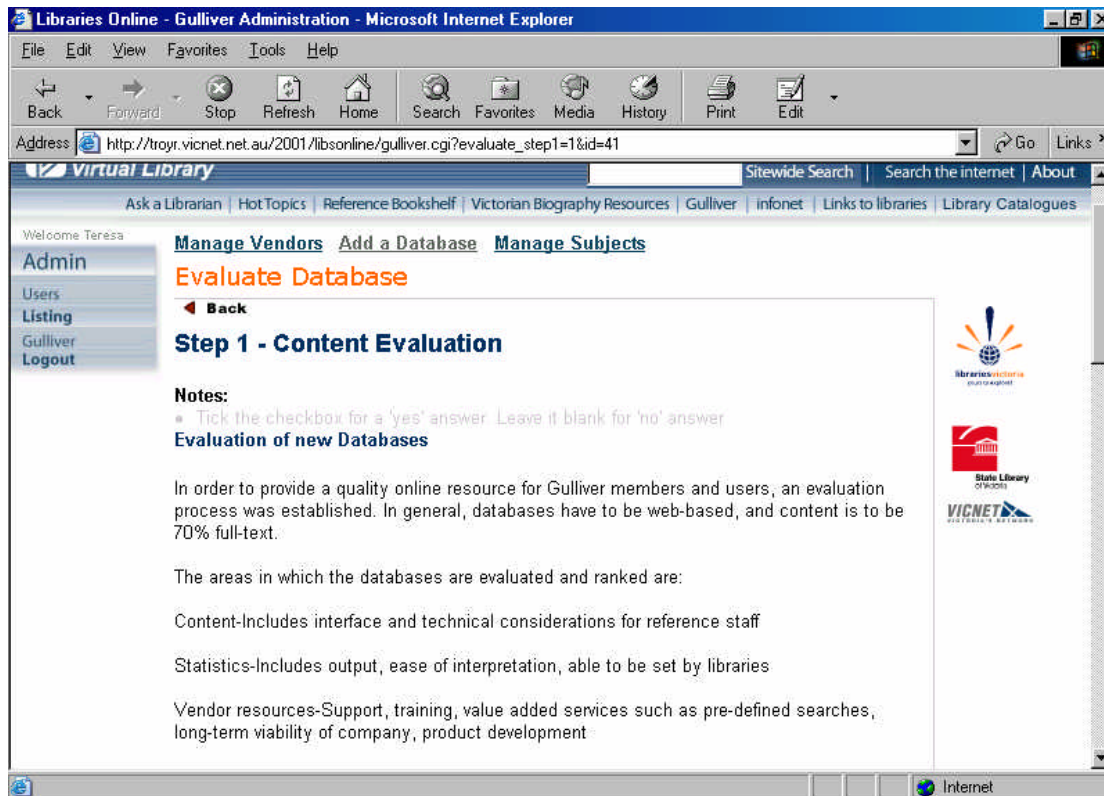 Libraries Online - Gulliver Administration - Microsoft Internet Explorer
File Edit View Favorites Tools Help
Back Forward Stop Refresh Home Search Favorites Media History Print Edit
Address http://troyr.vicnet.net.au/2001/libsonline/gulliver.cgi?evaluate_step1=1&id=41 Go Links
Virtual Library Sitewide Search | Search the internet | About
Ask a Librarian | Hot Topics | Reference Bookshelf | Victorian Biography Resources | Gulliver | infonet | Links to libraries | Library Catalogues
Welcome Teresa
Admin
Users
Listing
Gulliver
Logout
Manage Vendors Add a Database Manage Subjects
Evaluate Database
Back
Step 1 - Content Evaluation
Notes:
• Tick the checkbox for a 'yes' answer. Leave it blank for 'no' answer
Evaluation of new Databases
In order to provide a quality online resource for Gulliver members and users, an evaluation
process was established. In general, databases have to be web-based, and content is to be
70% full-text.
The areas in which the databases are evaluated and ranked are:
Content-Includes interface and technical considerations for reference staff
Statistics-Includes output, ease of interpretation, able to be set by libraries
Vendor resources-Support, training, value added services such as pre-defined searches,
long-term viability of company, product development
librariesvictoria
State Library
of Victoria
VICNET
VICTORIA'S NETWORK
Internet